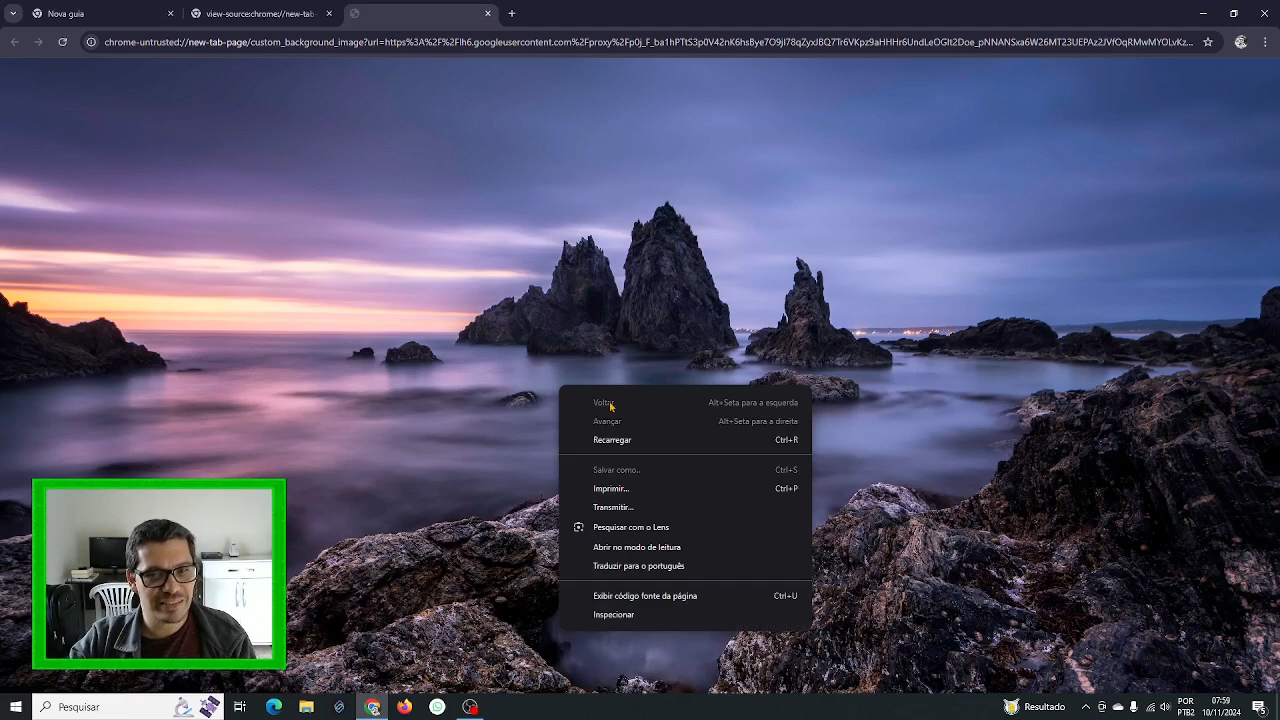 Nova guia
view-source:chrome://new-tab-
chrome-untrusted://new-tab-page/custom_background_image?url=https%3A%2F%2Flh6.googleusercontent.com%2Fproxy%2Fp0j_F_
Voltar Alt+Seta para a esquerda
Avançar Alt+Seta para a direita
Recarregar Ctrl+R
Salvar como... Ctrl+S
Imprimir... Ctrl+P
Transmitir...
Pesquisar com o Lens
Abrir no modo de leitura
Traduzir para o português
Exibir código fonte da página Ctrl+U
Inspecionar
Pesquisar
Resultado
POR
PTB2
07:59
10/11/2024